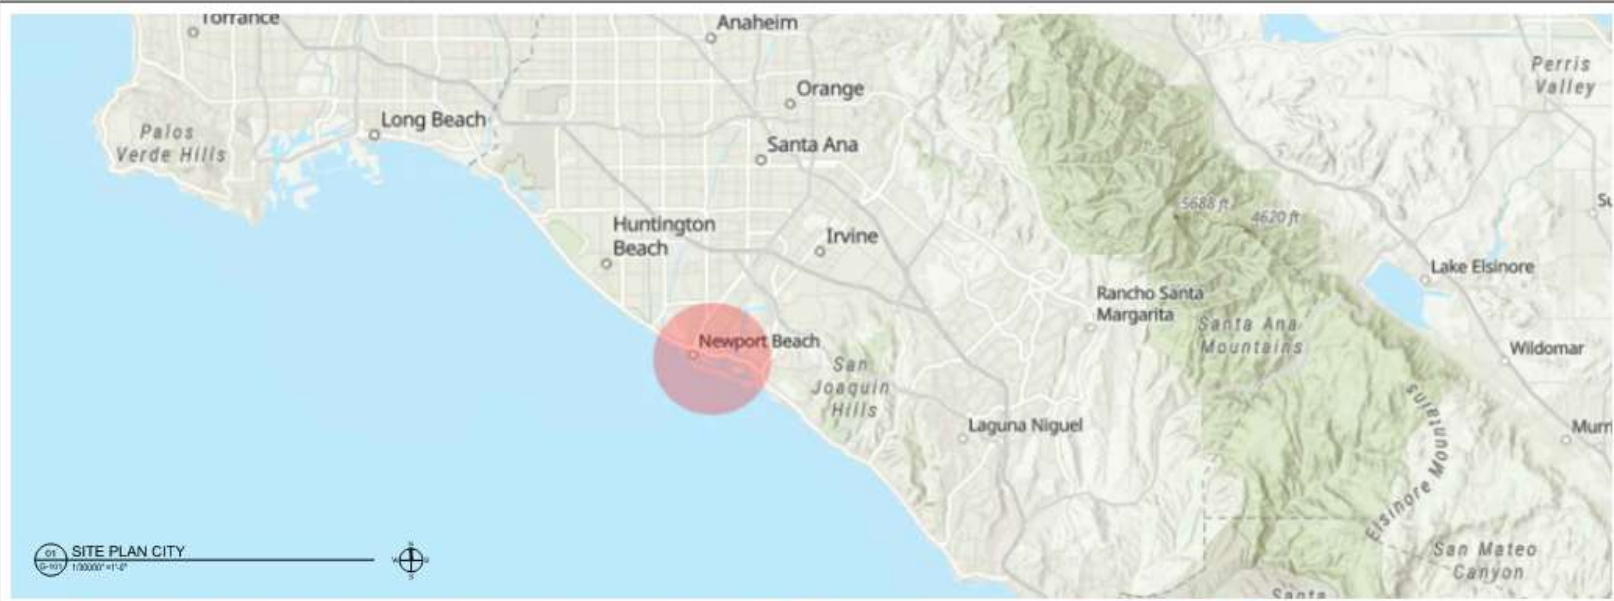 Torrance
Anaheim
Perris
Valley
Orange
Long Beach
Palos
Verde Hills
Santa Ana
5688 ft
4620 ft
Huntington
Beach
Irvine
Lake Elsinore
Rancho Santa
Margarita
Santa Ana
Mountains
Newport Beach
Wildomar
San
Joaquin
Hills
Laguna Niguel
Elsinore Mountains
San Mateo
Canyon
01
G-101
SITE PLAN CITY
N
S